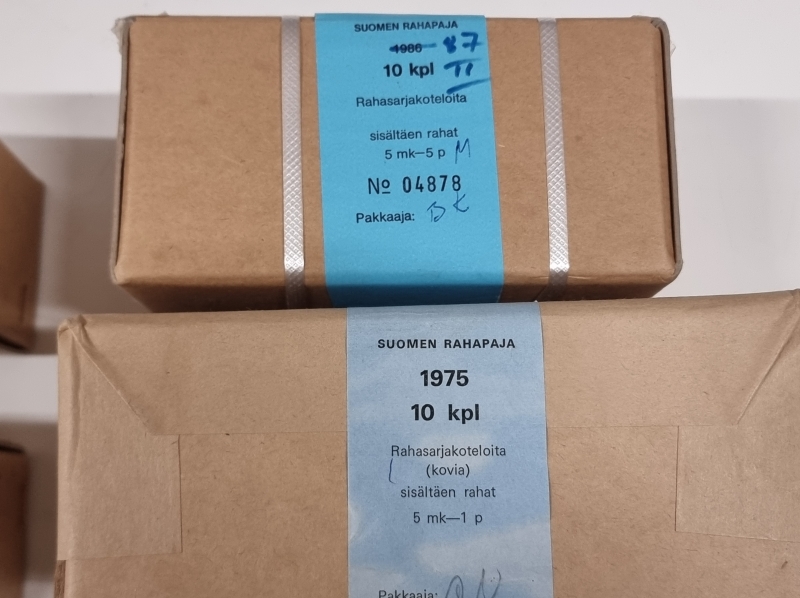 SUOMEN RAHAPAJA
1986 87
10 kpl TT
Rahasarjakoteloita
sisältäen rahat
5 mk—5 p M
No 04878
Pakkaaja: BK
SUOMEN RAHAPAJA
1975
10 kpl
Rahasarjakoteloita
(kovia)
sisältäen rahat
5 mk—1 p
Pakkaaja: